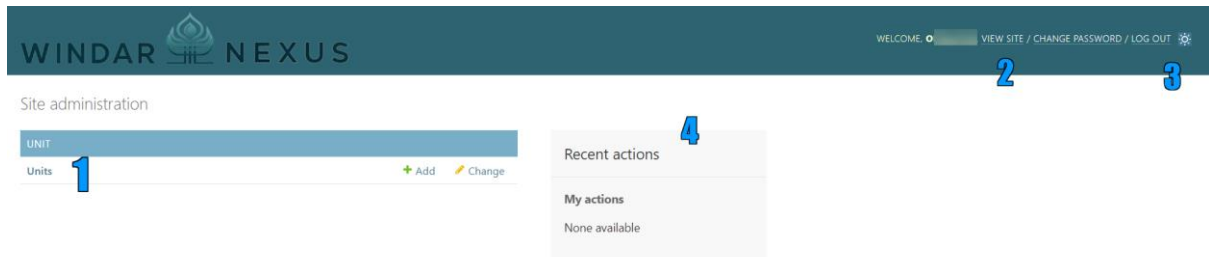 WINDAR NEXUS
WELCOME, O VIEW SITE / CHANGE PASSWORD / LOG OUT
2
3
Site administration
UNIT
Units
1
+ Add
Change
4
Recent actions
My actions
None available